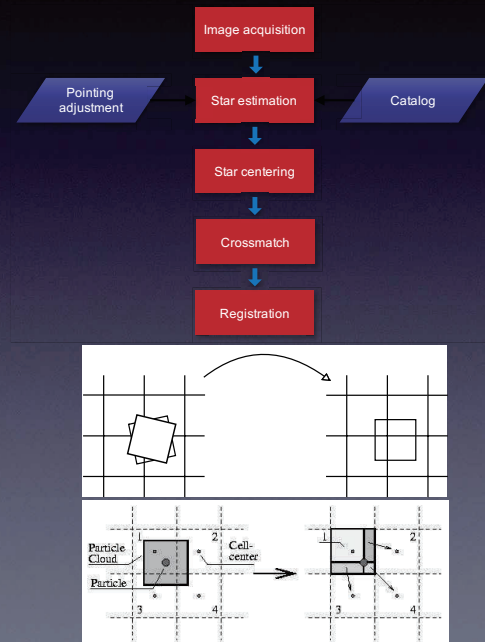 Image acquisition
Pointing
adjustment
Star estimation
Catalog
Star centering
Crossmatch
Registration
1
2
Particle
Cloud
Cell-
center
Particle
3
4
1
2
3
4